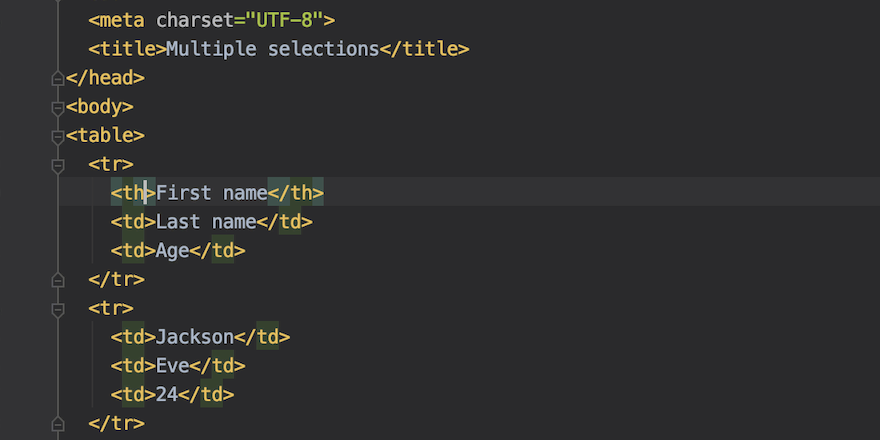 <meta charset="UTF-8">
<title>Multiple selections</title>
</head>
<body>
<table>
<tr>
<th>First name</th>
<td>Last name</td>
<td>Age</td>
</tr>
<tr>
<td>Jackson</td>
<td>Eve</td>
<td>24</td>
</tr>